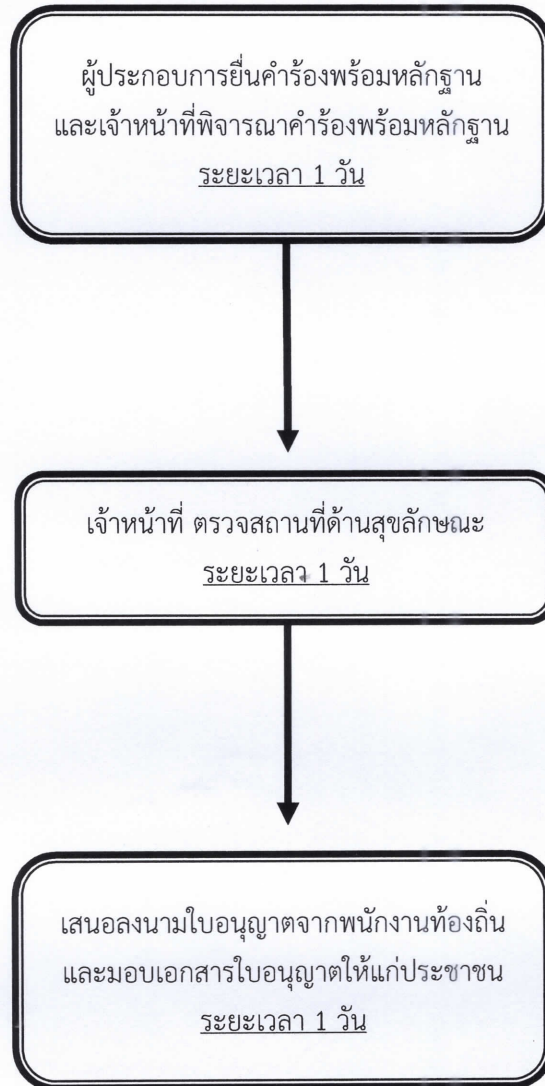 ผู้ประกอบการยื่นคำร้องพร้อมหลักฐาน
และเจ้าหน้าที่พิจารณาคำร้องพร้อมหลักฐาน
ระยะเวลา 1 วัน
เจ้าหน้าที่ ตรวจสถานที่ด้านสุขลักษณะ
ระยะเวลา 1 วัน
เสนอลงนามใบอนุญาตจากพนักงานท้องถิ่น
และมอบเอกสารใบอนุญาตให้แก่ประชาชน
ระยะเวลา 1 วัน